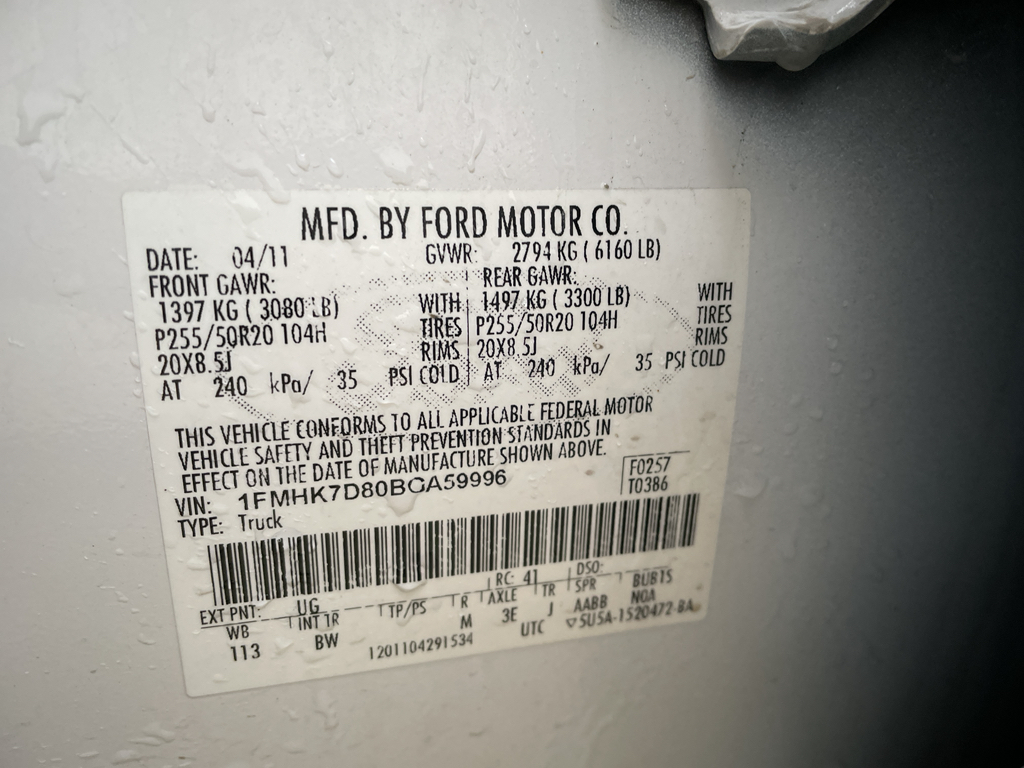 MFD. BY FORD MOTOR CO.
DATE: 04/11 GVWR: 2794 KG ( 6160 LB)
FRONT GAWR: REAR GAWR:
1397 KG ( 3080 LB) WITH 1497 KG ( 3300 LB) WITH
P255/50R20 104H TIRES P255/50R20 104H TIRES
20X8.5J RIMS 20X8.5J RIMS
AT 240 kPa/ 35 PSI COLD AT 240 kPa/ 35 PSI COLD
THIS VEHICLE CONFORMS TO ALL APPLICABLE FEDERAL MOTOR
VEHICLE SAFETY AND THEFT PREVENTION STANDARDS IN
EFFECT ON THE DATE OF MANUFACTURE SHOWN ABOVE.
VIN: 1FMHK7D80BGA59996 F0257
TYPE: Truck T0386
EXT PNT: UG RC: 41 DSO:
WB INT TR TP/PS R AXLE TR SPR BUB15
113 BW M 3E J AABB NGA
1201104291534 UTC ▽5U5A-1520472-BA